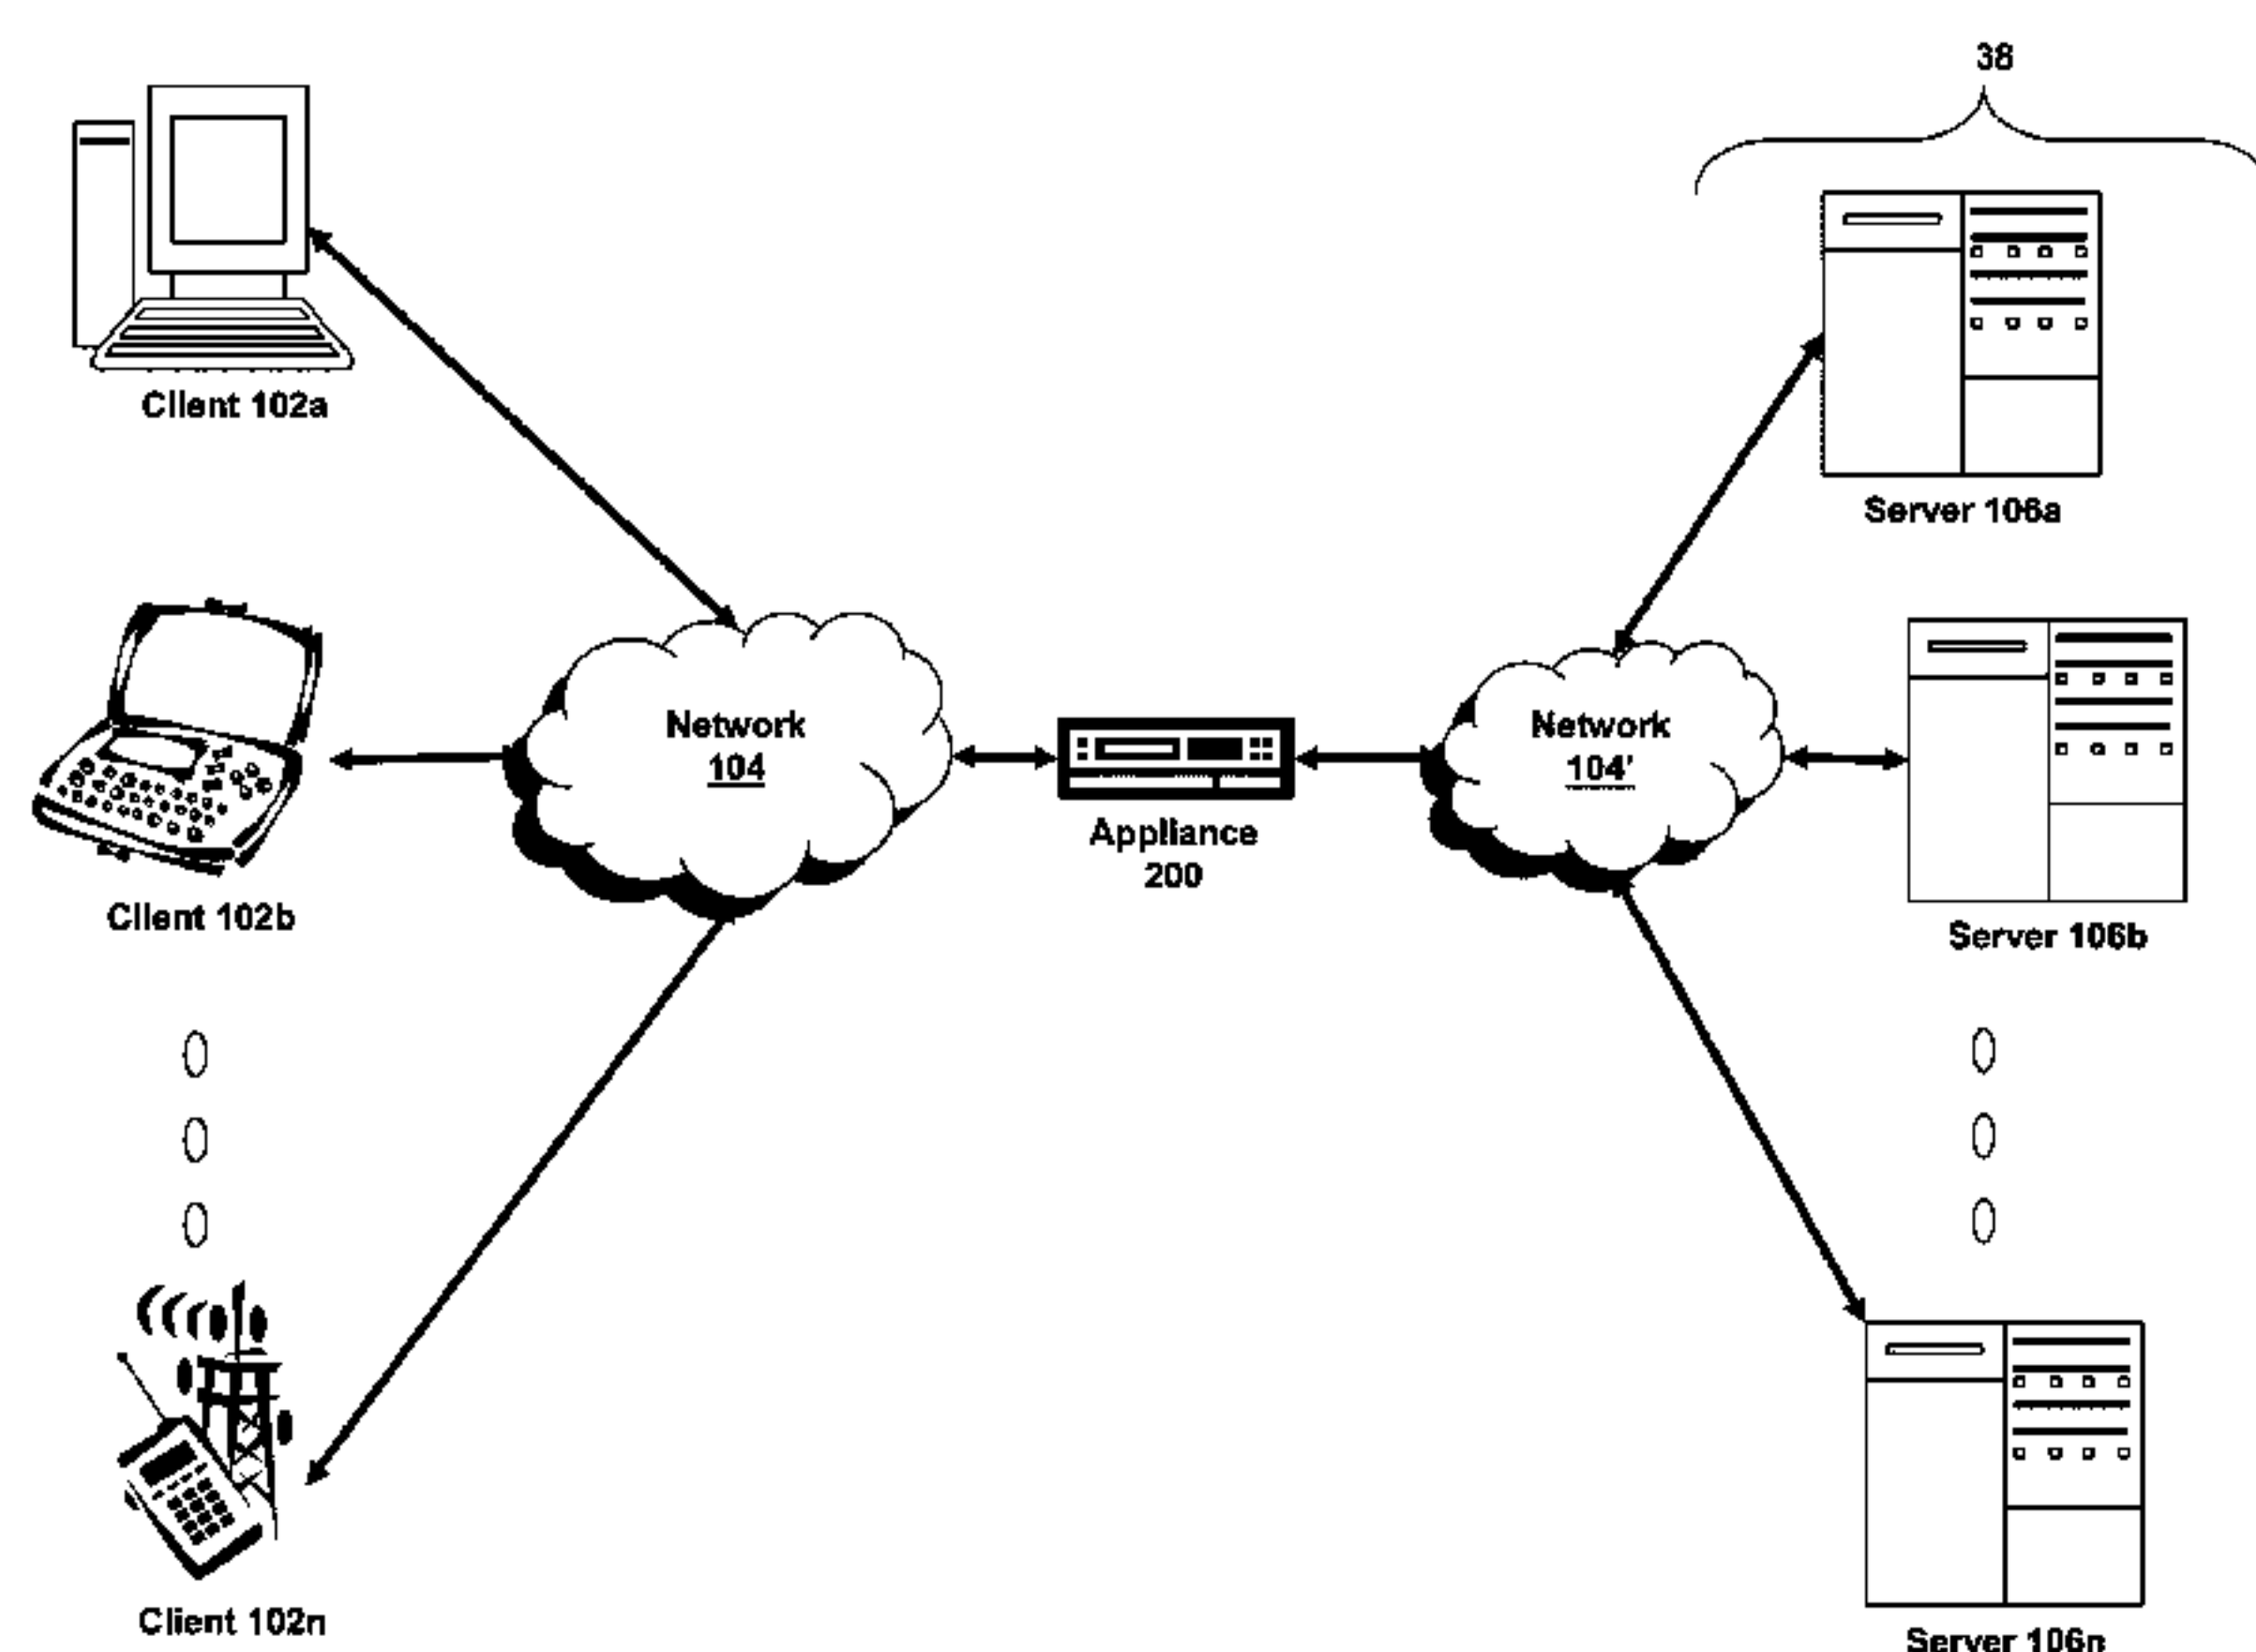 38
Client 102a
Server 106a
Network
104
Network
104'
Appliance
200
Client 102b
Server 106b
Client 102n
Server 106n